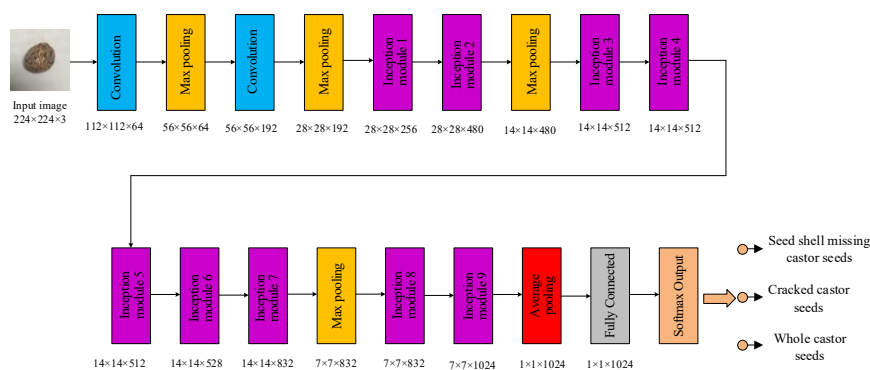 Input image
224×224×3
Convolution
112×112×64
Max pooling
56×56×64
Convolution
56×56×192
Max pooling
28×28×192
Inception
module 1
28×28×256
Inception
module 2
28×28×480
Max pooling
14×14×480
Inception
module 3
14×14×512
Inception
module 4
14×14×512
Inception
module 5
14×14×512
Inception
module 6
14×14×528
Inception
module 7
14×14×832
Max pooling
7×7×832
Inception
module 8
7×7×832
Inception
module 9
7×7×1024
Average
pooling
1×1×1024
Fully Connected
1×1×1024
Softmax Output
Seed shell missing
castor seeds
Cracked castor
seeds
Whole castor
seeds